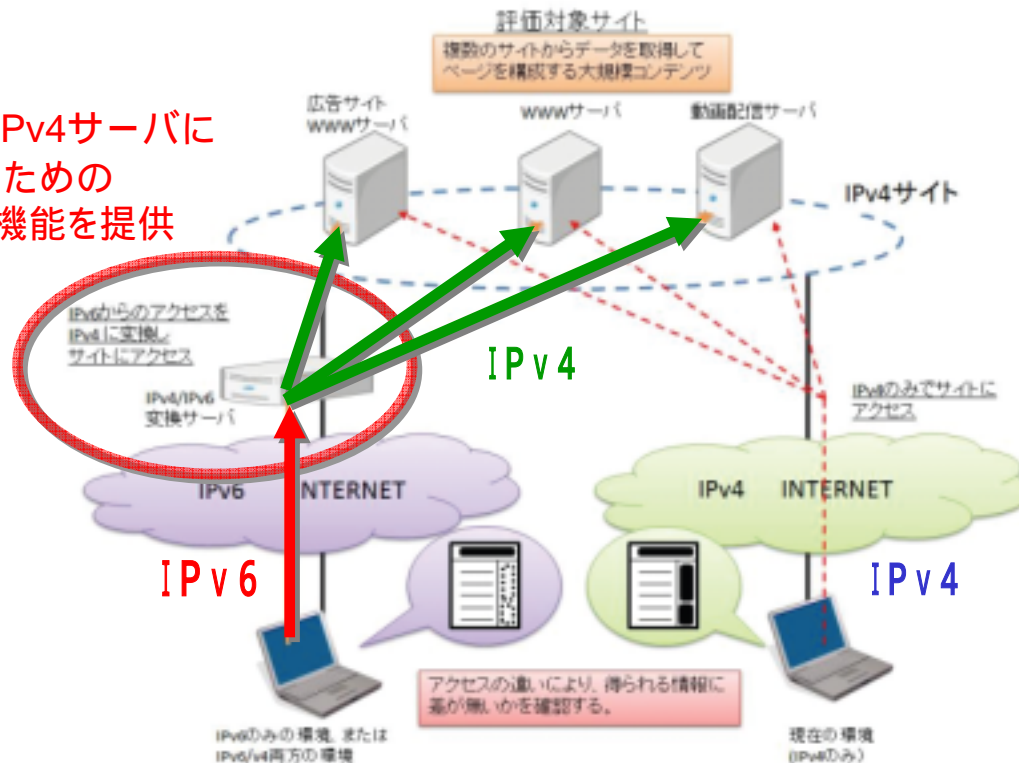 評価対象サイト
複数のサイトからデータを取得して
ページを構成する大規模コンテンツ
広告サイト
WWWサーバ
WWWサーバ
動画配信サーバ
Pv4サーバに
ための
機能を提供
IPv4サイト
IPv6からのアクセスを
IPv4に変換し
サイトにアクセス
IPv4/IPv6
変換サーバ
IPv4
IPv4のみでサイトに
アクセス
IPv6 NTERNET
IPv4 INTERNET
IPv6
IPv4
アクセスの違いにより、得られる情報に
差が無いかを確認する。
IPv6のみの環境、または
IPv6/v4両方の環境
現在の環境
(IPv4のみ)